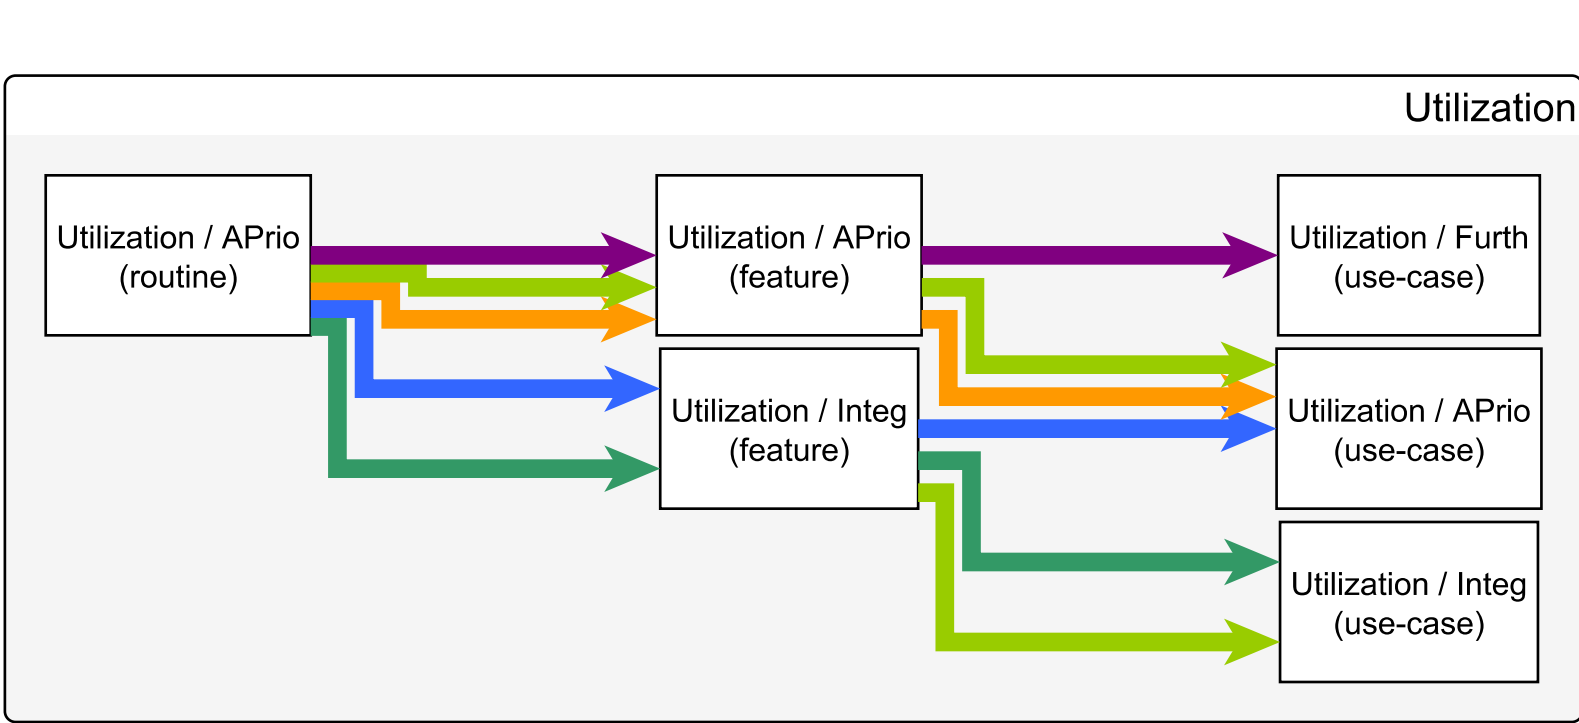 Utilization
Utilization / APrio
(routine)
Utilization / APrio
(feature)
Utilization / Furth
(use-case)
Utilization / Integ
(feature)
Utilization / APrio
(use-case)
Utilization / Integ
(use-case)